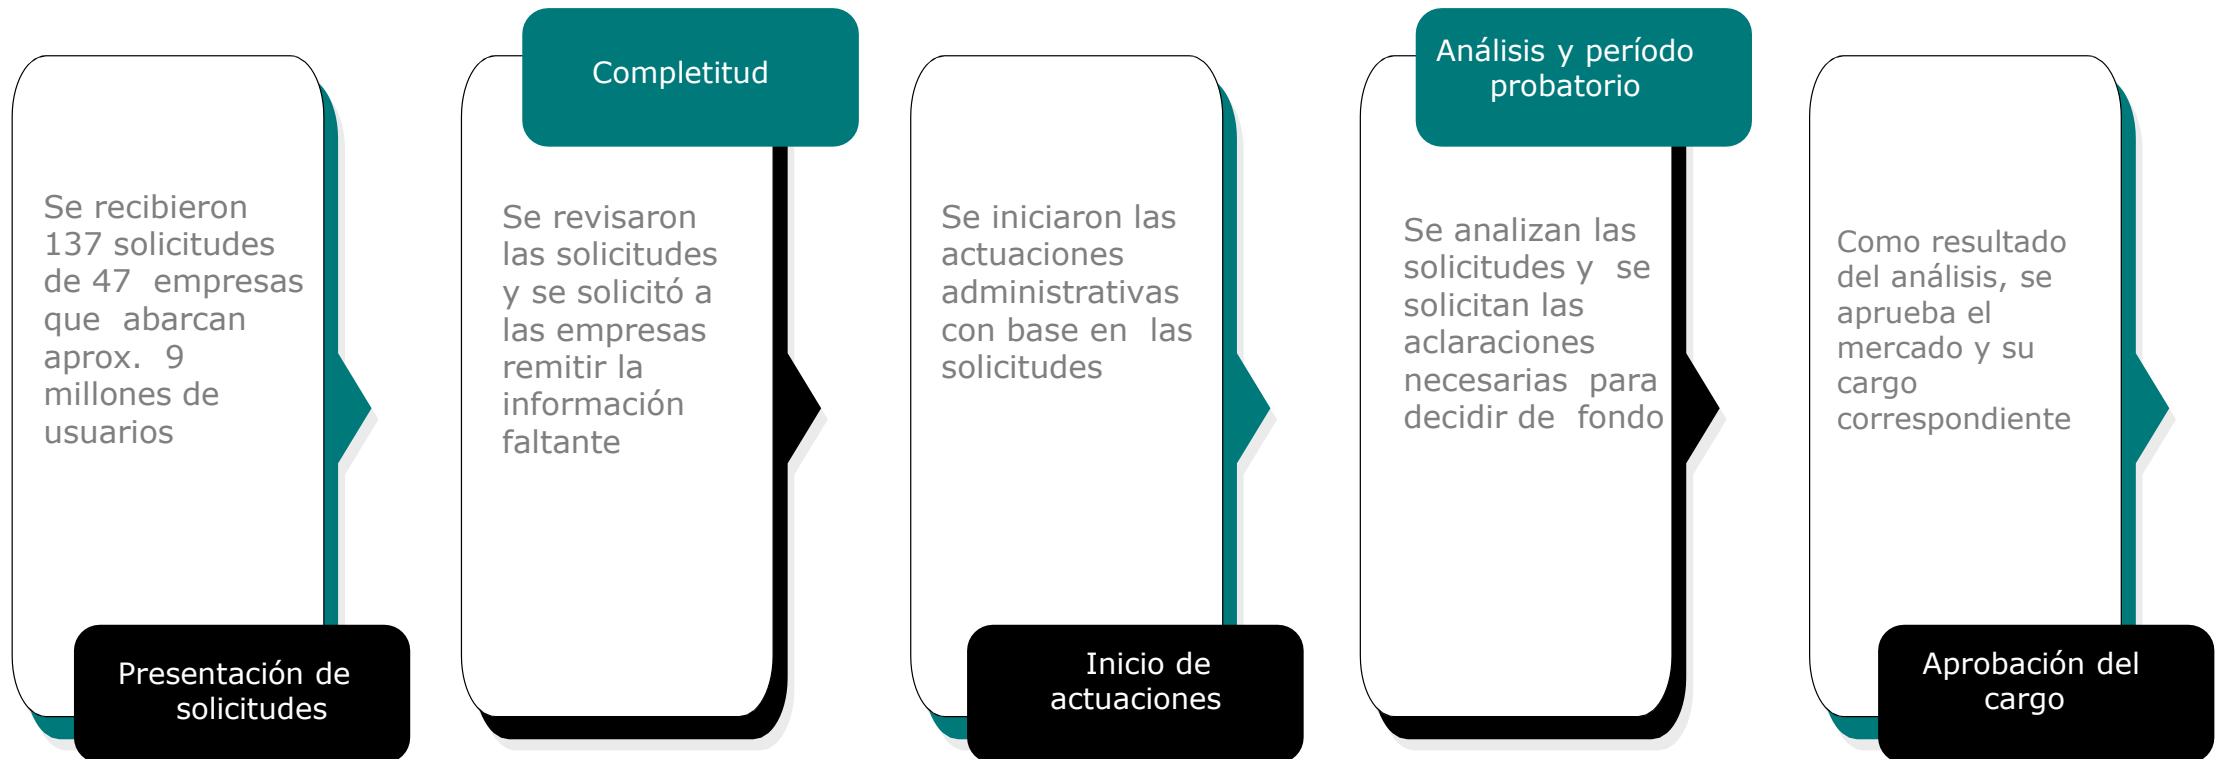 Se recibieron
137 solicitudes
de 47 empresas
que abarcan
aprox. 9
millones de
usuarios
Presentación de
solicitudes
Completitud
Se revisaron
las solicitudes
y se solicitó a
las empresas
remitir la
información
faltante
Se iniciaron las
actuaciones
administrativas
con base en las
solicitudes
Inicio de
actuaciones
Análisis y período
probatorio
Se analizan las
solicitudes y se
solicitan las
aclaraciones
necesarias para
decidir de fondo
Como resultado
del análisis, se
aprueba el
mercado y su
cargo
correspondiente
Aprobación del
cargo